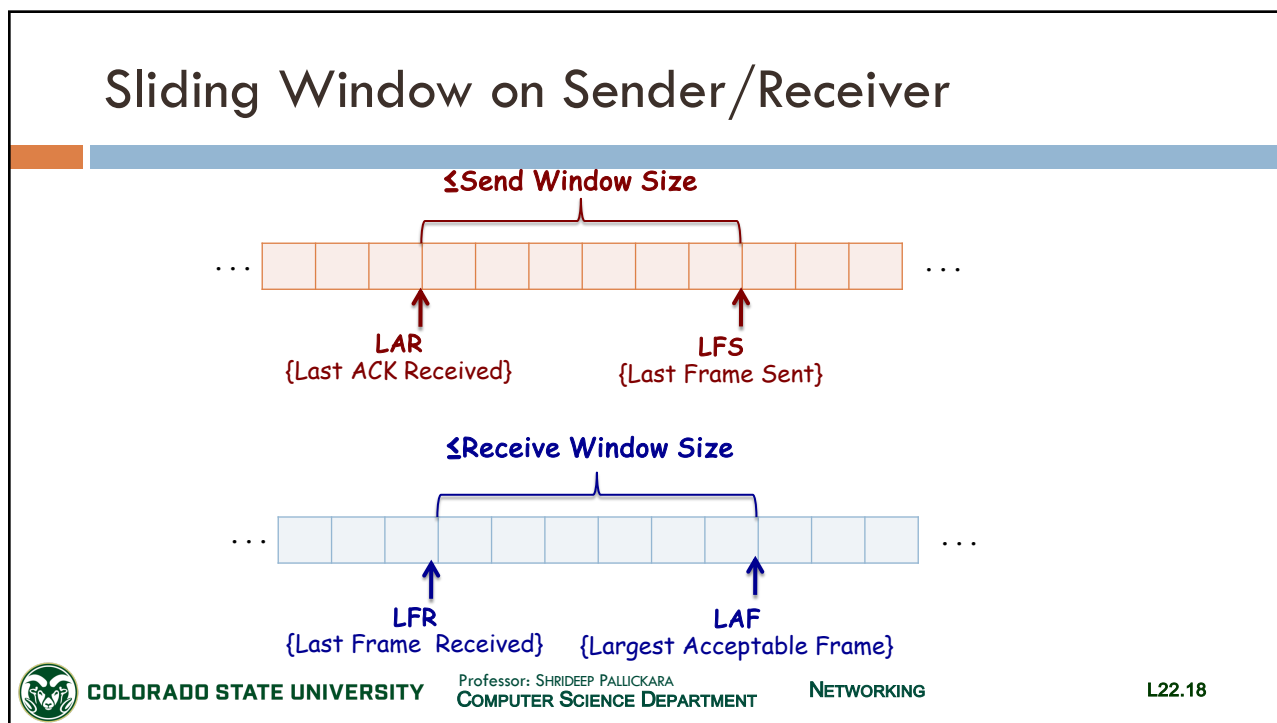 Sliding Window on Sender/Receiver
≤Send Window Size
... ...
LAR LFS
{Last ACK Received} {Last Frame Sent}
≤Receive Window Size
... ...
LFR LAF
{Last Frame Received} {Largest Acceptable Frame}
COLORADO STATE UNIVERSITY
Professor: SHRIDEEP PALLICKARA
COMPUTER SCIENCE DEPARTMENT
NETWORKING
L22.18